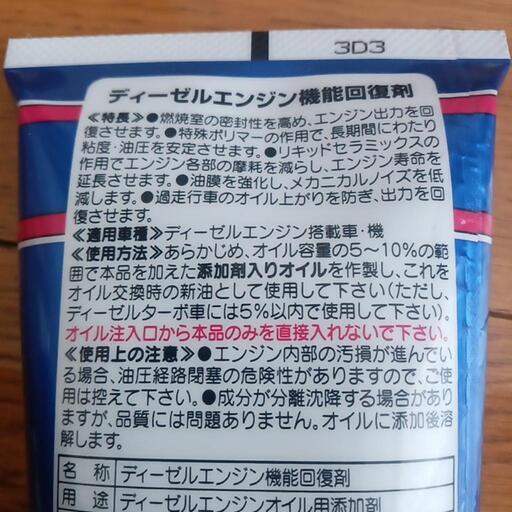 3D3
ディーゼルエンジン機能回復剤
≪特長≫●燃焼室の密封性を高め、エンジン出力を回
復させます。●特殊ポリマーの作用で、長期間にわたり
粘度・油圧を安定させます。●リキッドセラミックスの
作用でエンジン各部の摩耗を減らし、エンジン寿命を
延長させます。●油膜を強化し、メカニカルノイズを低
減します。●過走行車のオイル上がりを防ぎ、出力を回
復させます。
≪適用車種≫ディーゼルエンジン搭載車・機
≪使用方法≫あらかじめ、オイル容量の5～10%の範
囲で本品を加えた添加剤入りオイルを作製し、これを
オイル交換時の新油として使用して下さい(ただし、
ディーゼルターボ車には5%以内で使用して下さい)。
オイル注入口から本品のみを直接入れないで下さい。
≪使用上の注意≫●エンジン内部の汚損が進んで
いる場合、油圧経路閉塞の危険性がありますので、ご使
用は控えて下さい。●成分が分離沈降する場合があり
ますが、品質には問題ありません。オイルに添加後溶
解します。
名 称 ディーゼルエンジン機能回復剤
用 途 ディーゼルエンジンオイル用添加剤